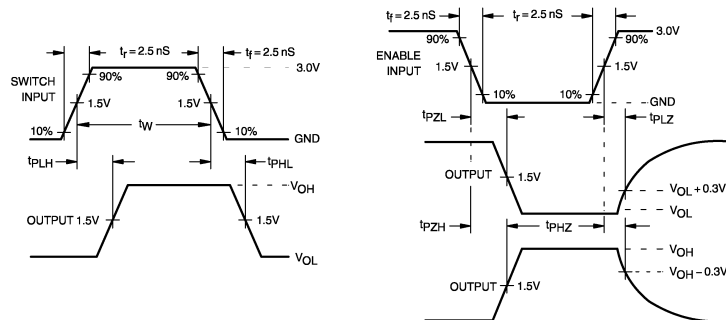 tr = 2.5 nS
tf = 2.5 nS
SWITCH
INPUT
90%
90%
3.0V
1.5V
1.5V
10%
10%
GND
tW
tPLH
tPHL
OUTPUT 1.5V
1.5V
VOH
VOL
tf = 2.5 nS
tr = 2.5 nS
3.0V
ENABLE
INPUT
90%
90%
1.5V
1.5V
10%
10%
GND
tPZL
tPLZ
OUTPUT
1.5V
VOL + 0.3V
VOL
tPZH
tPHZ
VOH
VOH – 0.3V
OUTPUT
1.5V